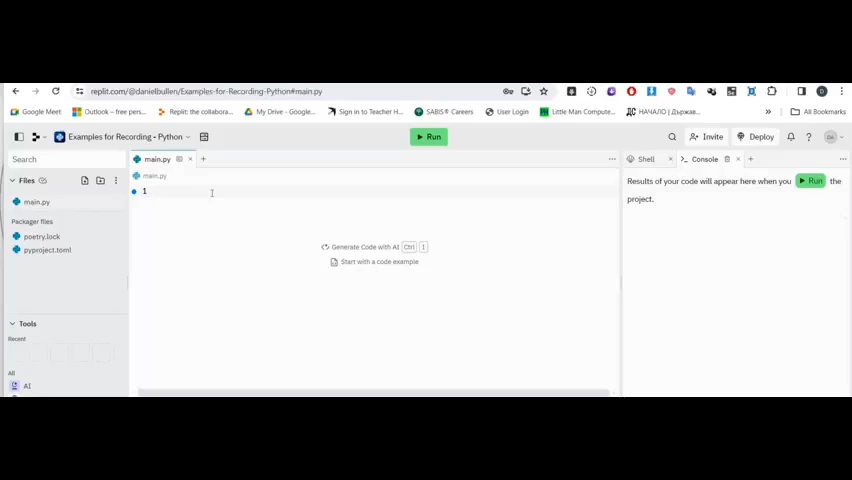 replit.com/@danielbullen/Examples-for-Recording-Python#main.py
Google Meet
Outlook – free pers...
Replit: the collabora...
My Drive - Google...
Sign in to Teacher H...
SABIS® Careers
User Login
Little Man Compute...
НАЧАЛО | Държав...
»
All Bookmarks
Examples for Recording - Python
Run
Invite
Deploy
Search
main.py
Shell
Console
Files
main.py
1
Results of your code will appear here when you Run the
project.
main.py
Packager files
poetry.lock
pyproject.toml
Generate Code with AI Ctrl I
Start with a code example
Tools
Recent
All
AI